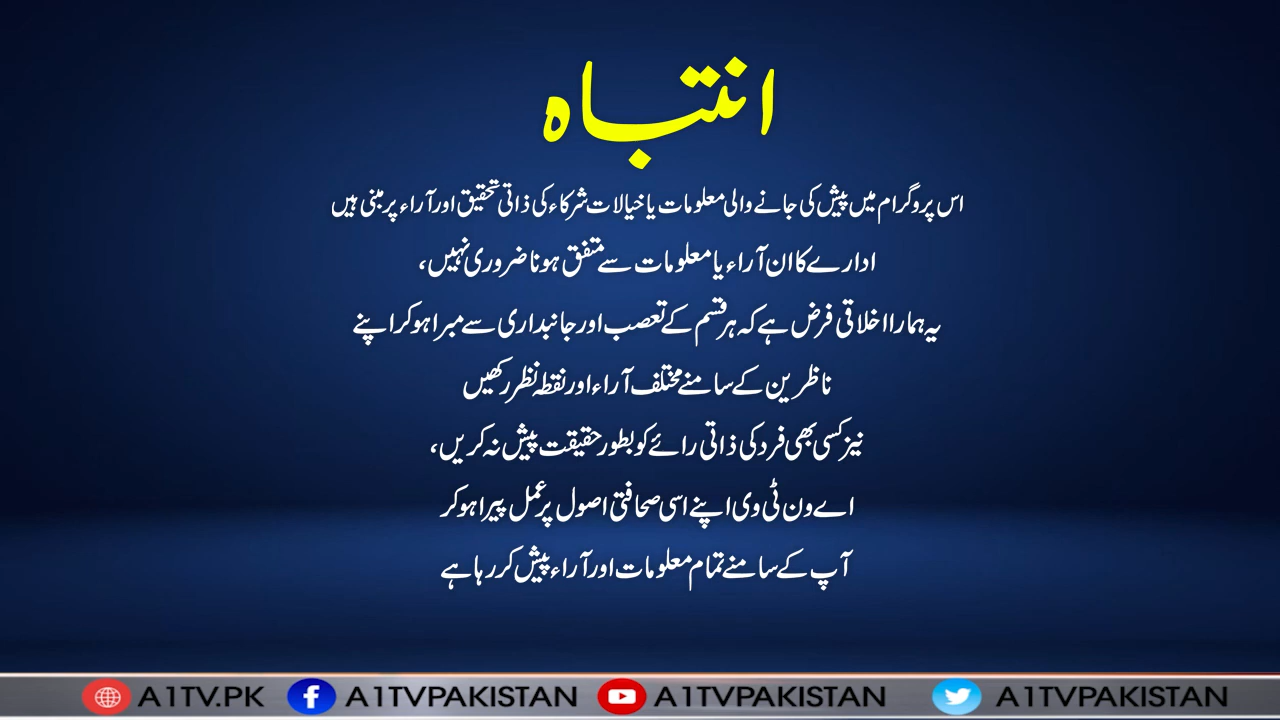 انتباہ
اس پروگرام میں پیش کی جانے والی معلومات یا خیالات شرکاء کی ذاتی تحقیق اور آراء پر مبنی ہیں
ادارے کا ان آراء یا معلومات سے متفق ہونا ضروری نہیں،
یہ ہمارا اخلاقی فرض ہے کہ ہر قسم کے تعصب اور جانبداری سے مبرا ہو کر اپنے
ناظرین کے سامنے مختلف آراء اور نقطہ نظر رکھیں
نیز کسی بھی فرد کی ذاتی رائے کو بطور حقیقت پیش نہ کریں،
اے ون ٹی وی اپنے اسی صحافتی اصول پر عمل پیرا ہو کر
آپ کے سامنے تمام معلومات اور آراء پیش کر رہا ہے
A1TV.PK A1TVPAKISTAN A1TVPAKISTAN A1TVPAKISTAN